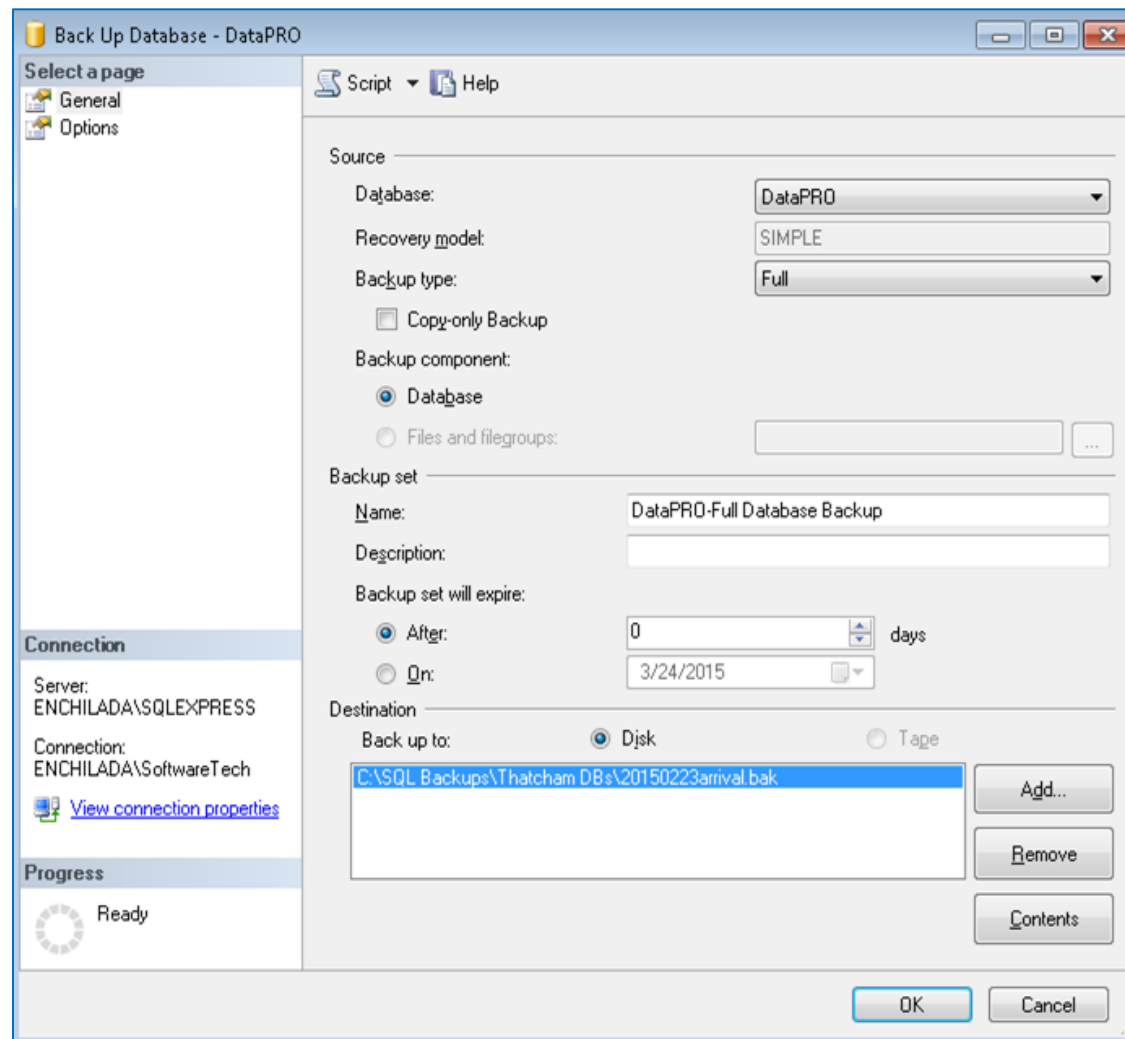 Back Up Database - DataPRO
Select a page
General
Options
Script Help
Source
Database: DataPRO
Recovery model: SIMPLE
Backup type: Full
Copy-only Backup
Backup component:
Database
Files and filegroups: ...
Backup set
Name: DataPRO-Full Database Backup
Description:
Backup set will expire:
After: 0 days
On: 3/24/2015
Destination
Back up to: Disk Tape
C:\SQL Backups\Thatcham DBs\20150223arrival.bak
Add...
Remove
Contents
Connection
Server:
ENCHILADA\SQLEXPRESS
Connection:
ENCHILADA\SoftwareTech
View connection properties
Progress
Ready
OK Cancel